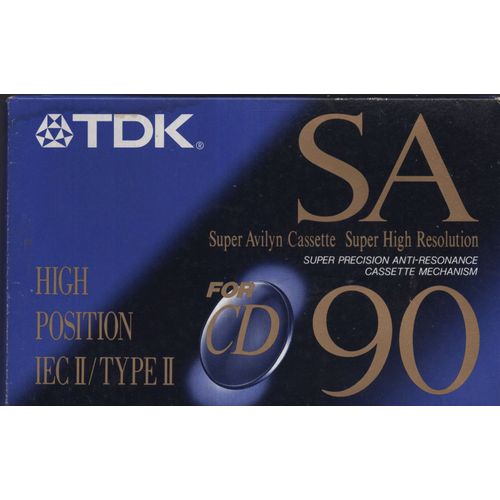 TDK®
SA
Super Avilyn Cassette Super High Resolution
SUPER PRECISION ANTI-RESONANCE
CASSETTE MECHANISM
HIGH
POSITION
IEC II/TYPE II
FOR
CD
90